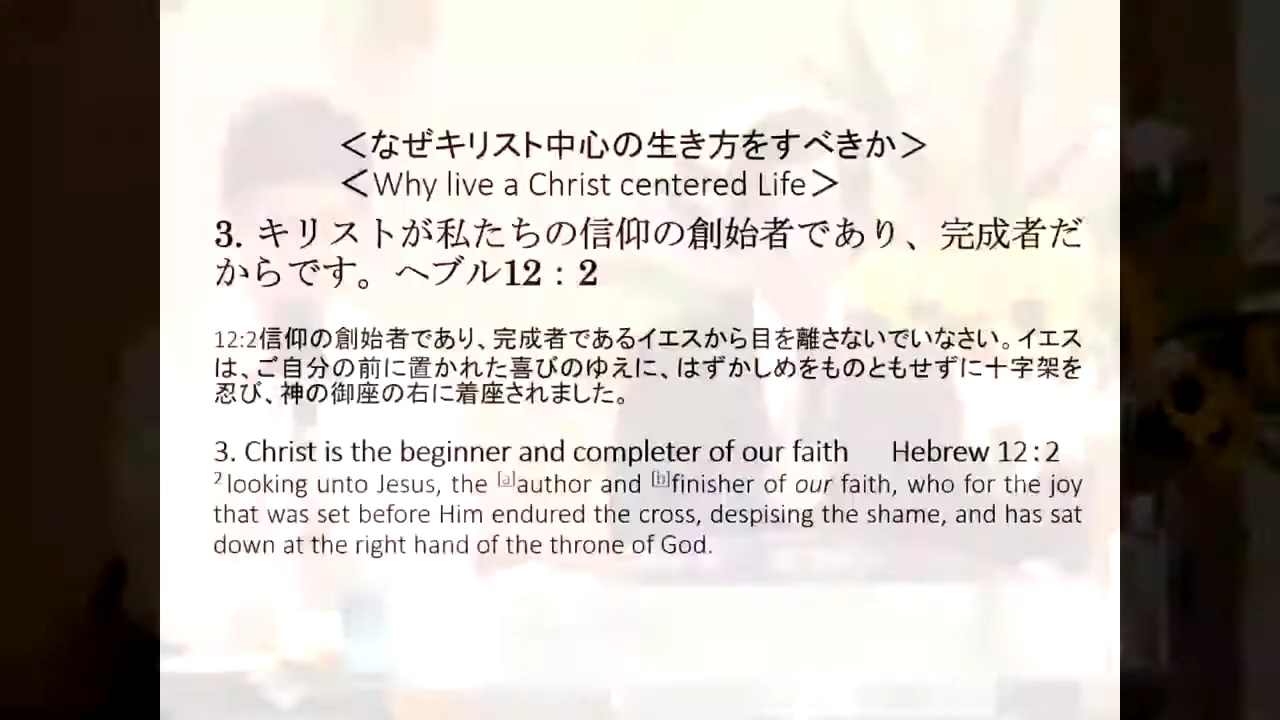 ＜なぜキリスト中心の生き方をすべきか＞
＜Why live a Christ centered Life＞
3. キリストが私たちの信仰の創始者であり、完成者だ
からです。ヘブル12：2
12:2信仰の創始者であり、完成者であるイエスから目を離さないでいなさい。イエス
は、ご自分の前に置かれた喜びのゆえに、はずかしめをものともせずに十字架を
忍び、神の御座の右に着座されました。
3. Christ is the beginner and completer of our faith Hebrew 12：2
2 looking unto Jesus, the [a]author and [b]finisher of our faith, who for the joy
that was set before Him endured the cross, despising the shame, and has sat
down at the right hand of the throne of God.